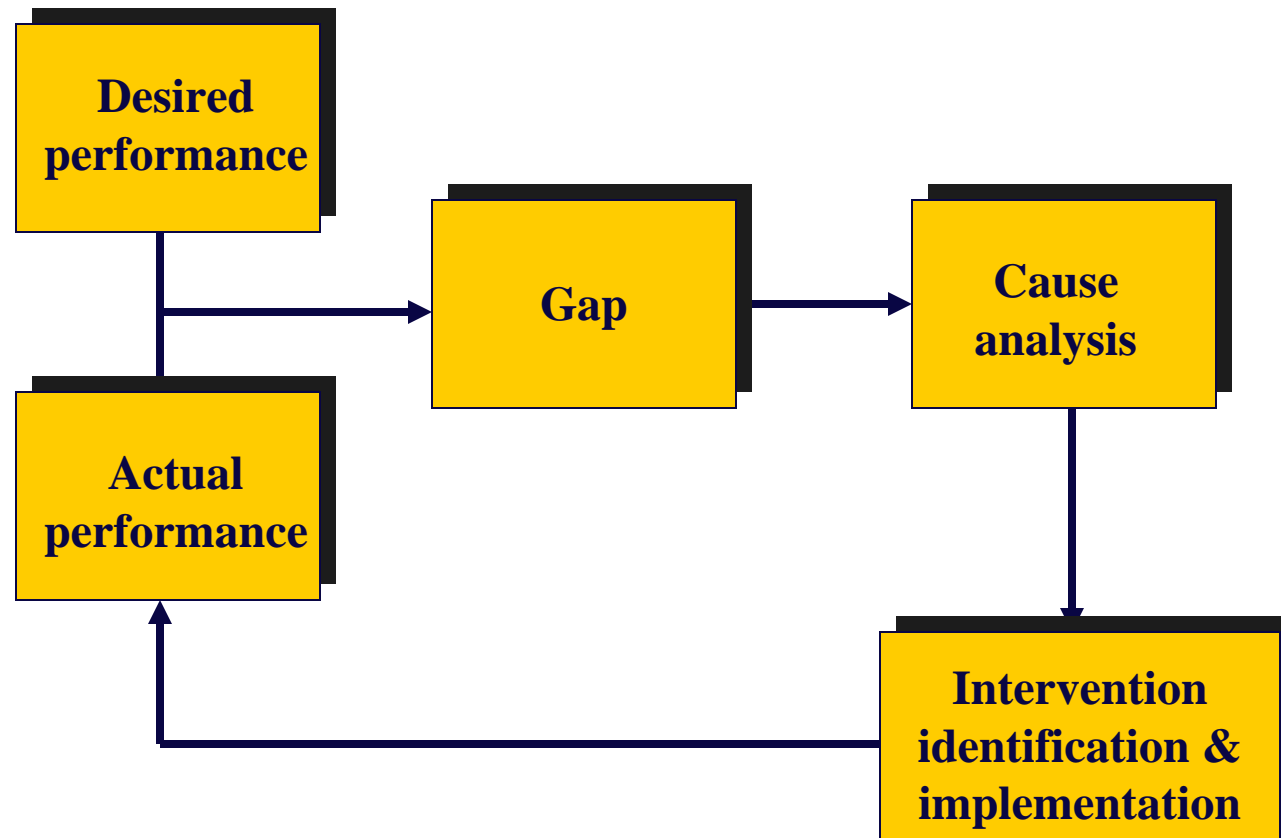 Desired
performance
Gap
Cause
analysis
Actual
performance
Intervention
identification &
implementation